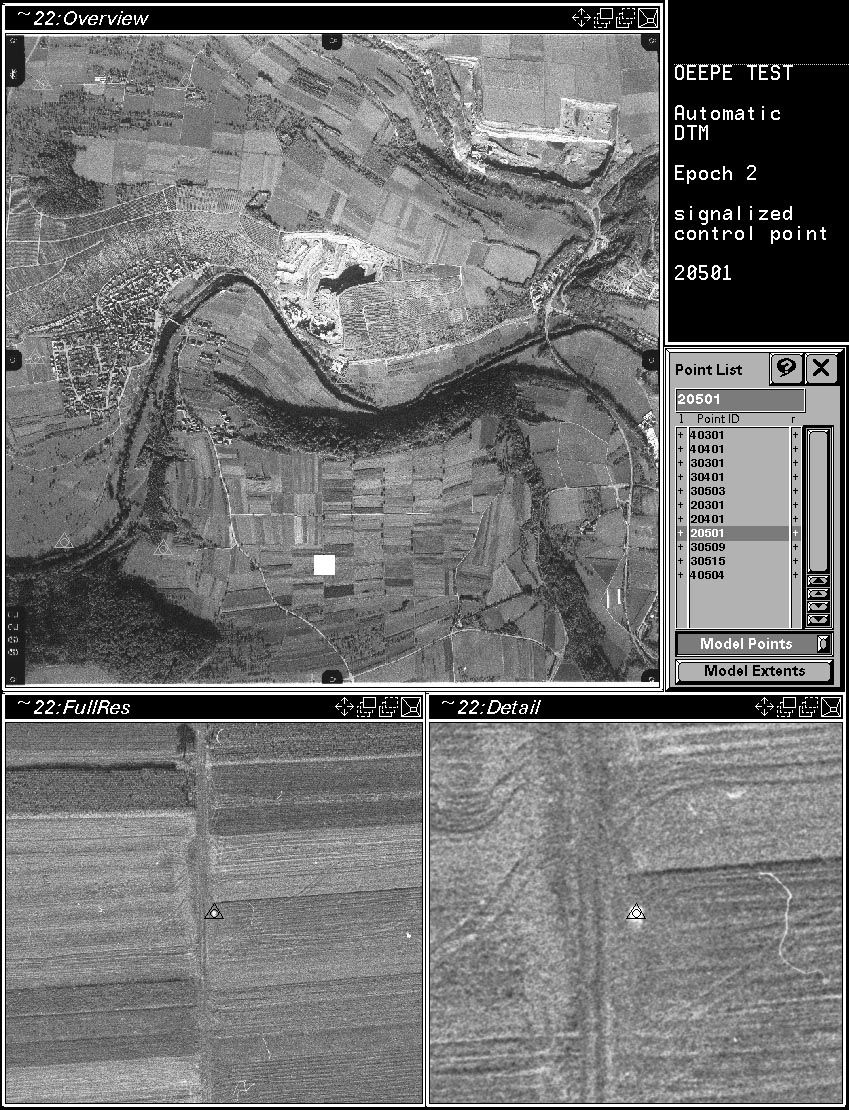 ~22:Overview
OEEPE TEST
Automatic
DTM
Epoch 2
signalized
control point
20501
Point List
20501
1 Point ID r
+ 40301 +
+ 40401 +
+ 30301 +
+ 30401 +
+ 30503 +
+ 20301 +
+ 20401 +
+ 20501 +
+ 30509 +
+ 30515 +
+ 40504 +
Model Points
Model Extents
~22:FullRes
~22:Detail